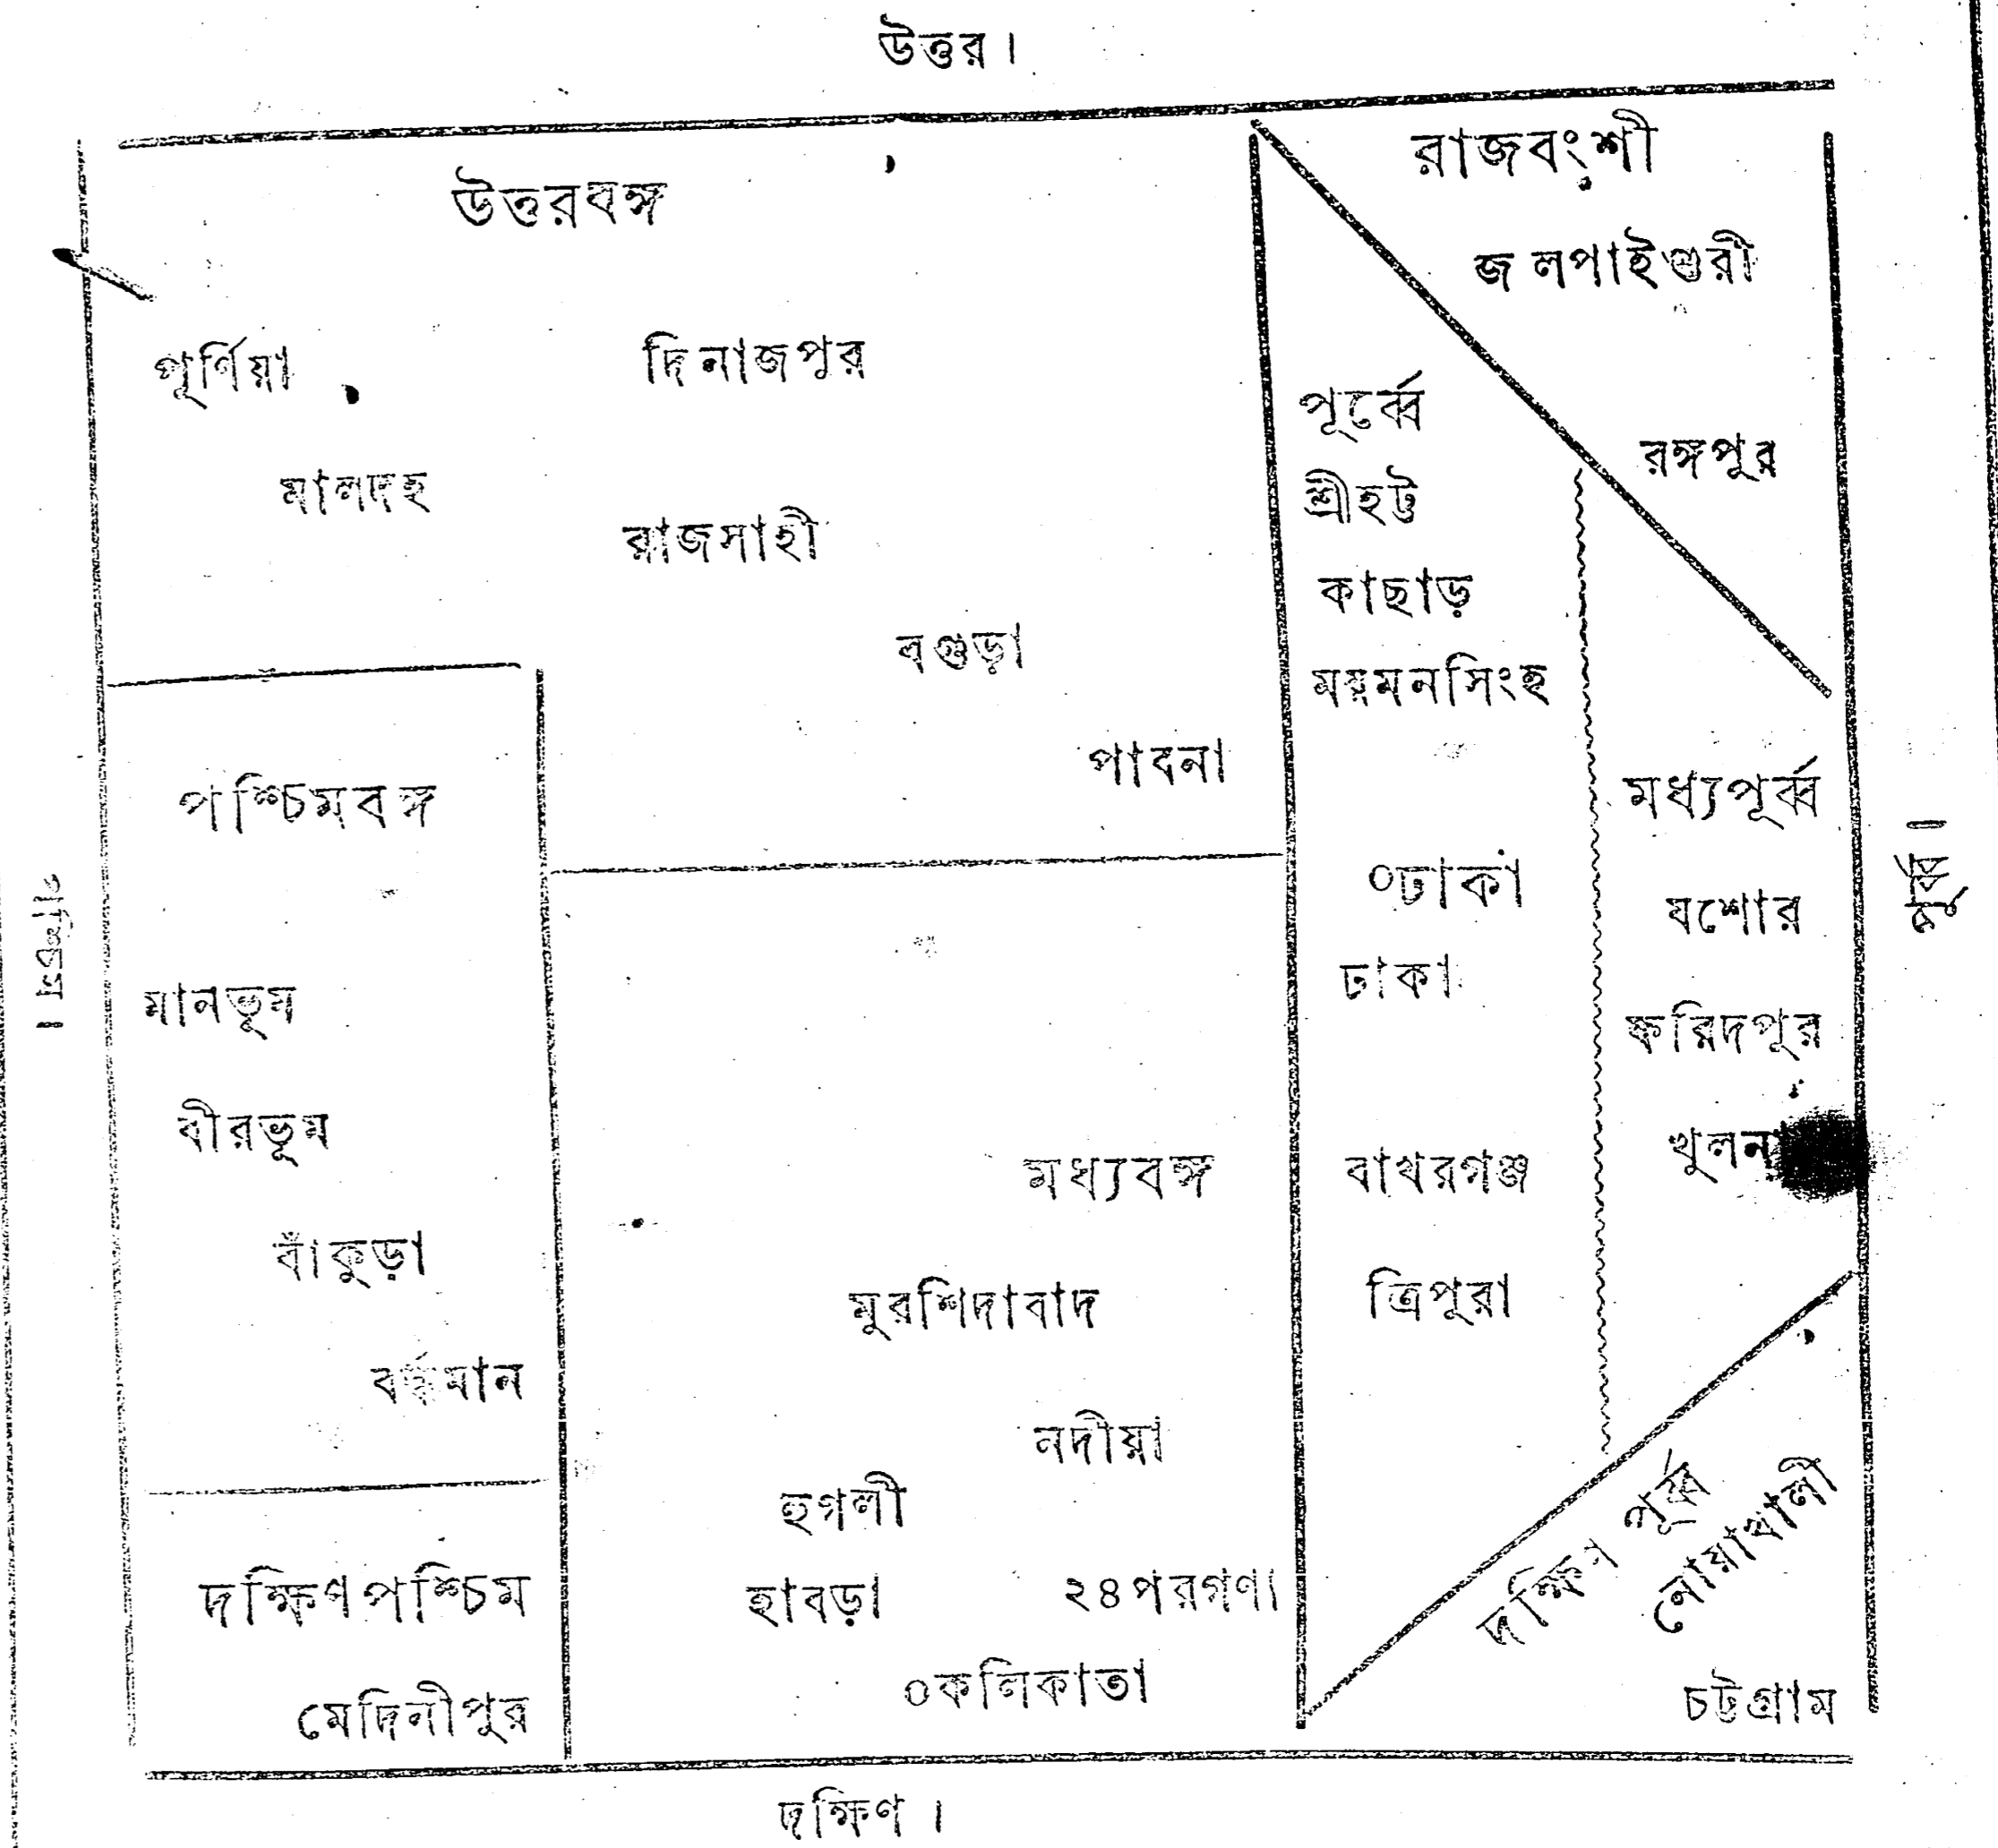 উত্তর ।
উত্তরবঙ্গ
পূর্ণিয়া
দিনাজপুর
মালদহ
রাজসাহী
বগুড়া
পাবনা
রাজবংশী
জলপাইগুরী
রঙ্গপুর
পূর্ব্বে
শ্রীহট্ট
কাছাড়
ময়মনসিংহ
০ঢাকা
ঢাকা
বাখরগঞ্জ
ত্রিপুরা
মধ্যপূর্ব্ব
যশোর
ফরিদপুর
খুলনা
পশ্চিমবঙ্গ
মানভূম
বীরভূম
বাঁকুড়া
বর্দ্ধমান
মধ্যবঙ্গ
মুরশিদাবাদ
নদীয়া
হুগলী
হাবড়া
২৪পরগণা
০কলিকাতা
দক্ষিণপশ্চিম
মেদিনীপুর
দক্ষিণ পূর্ব্ব
নোয়াখালী
চট্টগ্রাম
পশ্চিম ।
পূর্ব্ব ।
দক্ষিণ ।